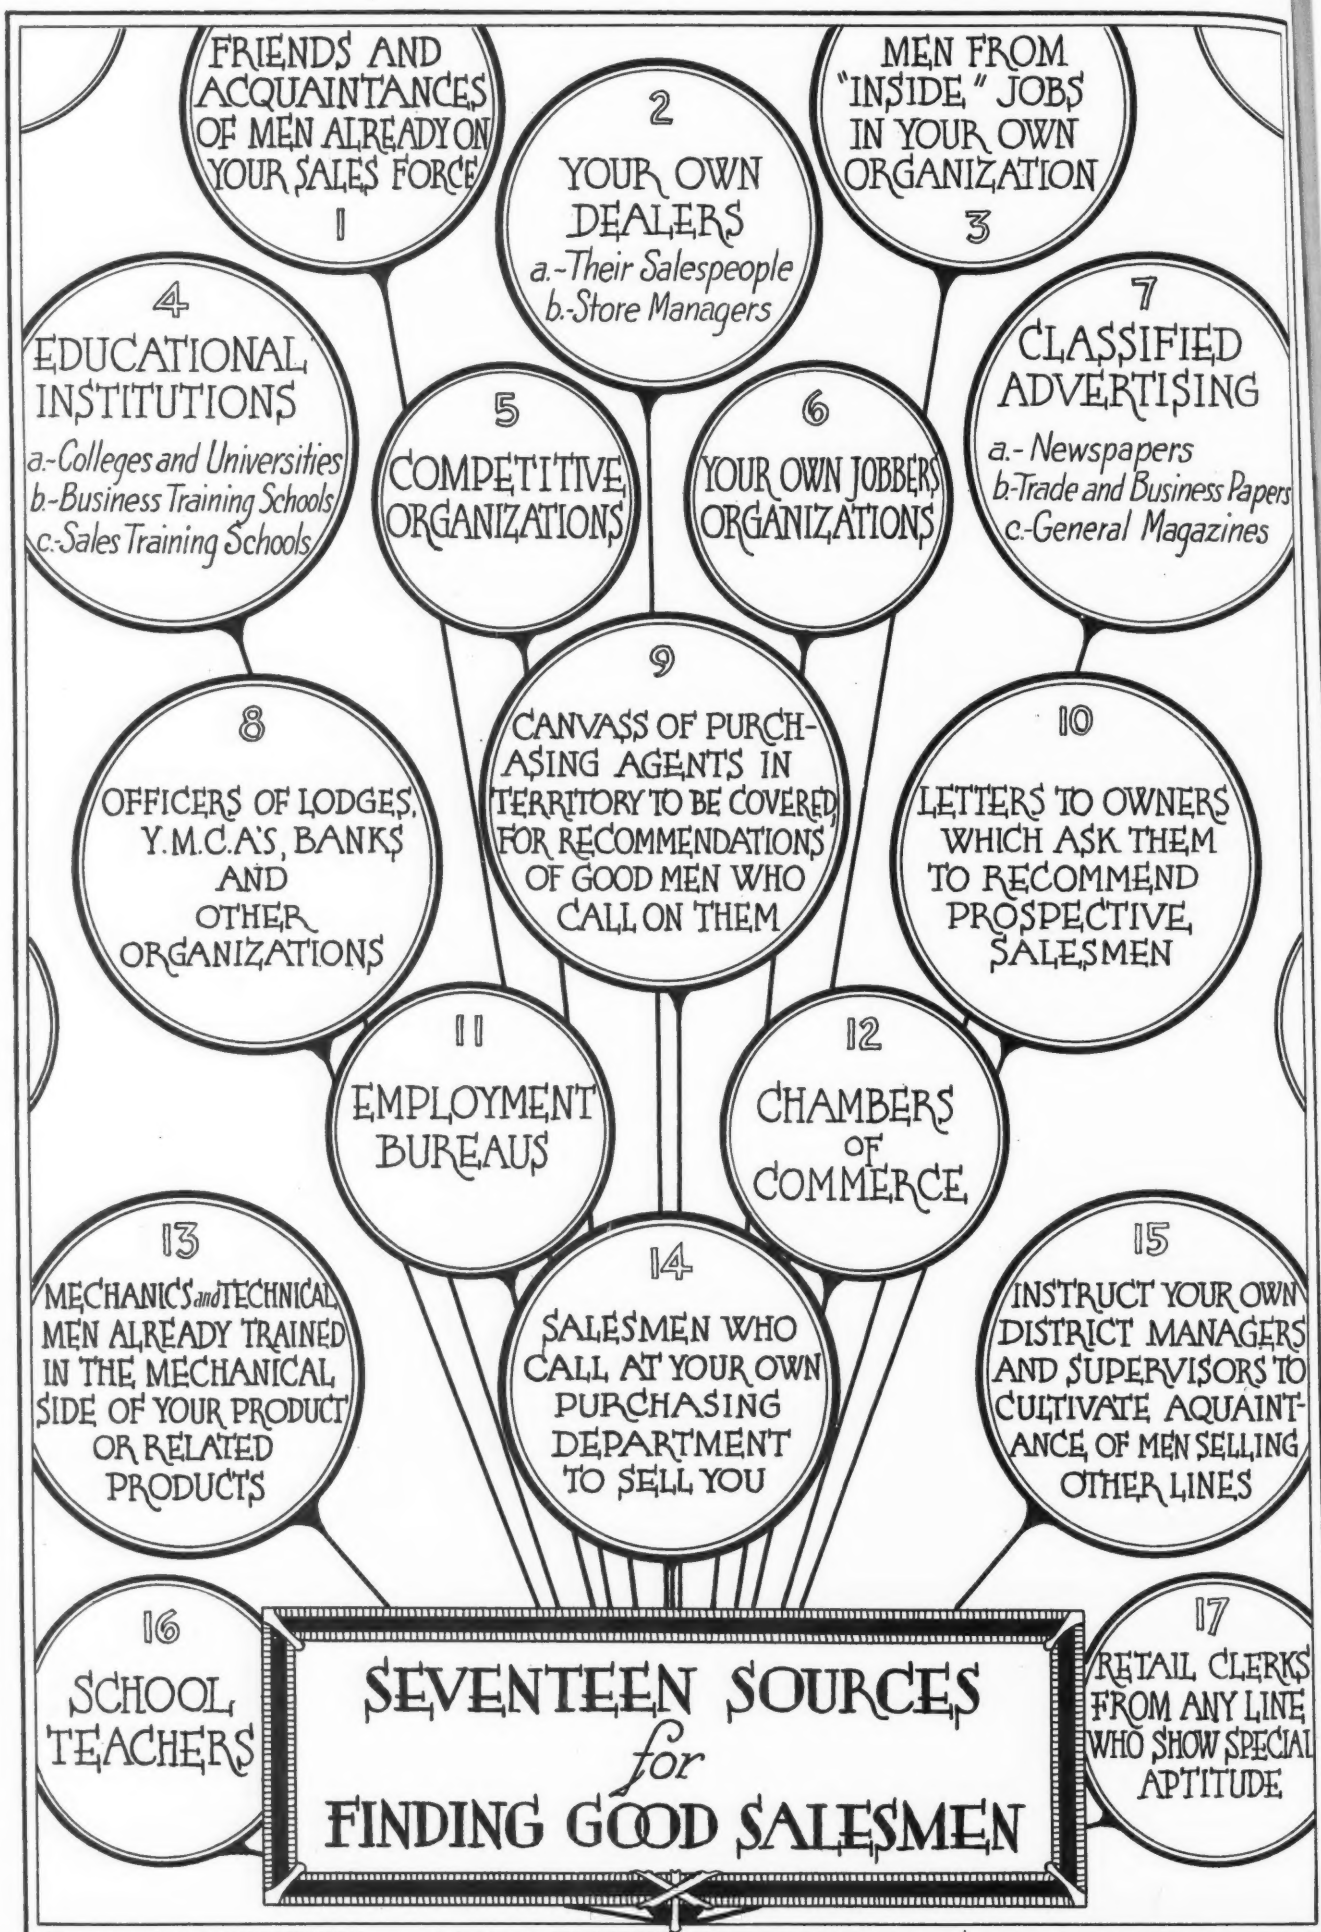 FRIENDS AND
ACQUAINTANCES
OF MEN ALREADY ON
YOUR SALES FORCE
1
2
YOUR OWN
DEALERS
a.-Their Salespeople
b.-Store Managers
MEN FROM
"INSIDE" JOBS
IN YOUR OWN
ORGANIZATION
3
4
EDUCATIONAL
INSTITUTIONS
a.-Colleges and Universities
b.-Business Training Schools
c.-Sales Training Schools
5
COMPETITIVE
ORGANIZATIONS
6
YOUR OWN JOBBERS
ORGANIZATIONS
7
CLASSIFIED
ADVERTISING
a.- Newspapers
b.-Trade and Business Papers
c.-General Magazines
8
OFFICERS OF LODGES,
Y.M.C.A'S, BANKS
AND
OTHER
ORGANIZATIONS
9
CANVASS OF PURCH-
ASING AGENTS IN
TERRITORY TO BE COVERED,
FOR RECOMMENDATIONS
OF GOOD MEN WHO
CALL ON THEM
10
LETTERS TO OWNERS
WHICH ASK THEM
TO RECOMMEND
PROSPECTIVE
SALESMEN
11
EMPLOYMENT
BUREAUS
12
CHAMBERS
OF
COMMERCE
13
MECHANICS and TECHNICAL
MEN ALREADY TRAINED
IN THE MECHANICAL
SIDE OF YOUR PRODUCT
OR RELATED
PRODUCTS
14
SALESMEN WHO
CALL AT YOUR OWN
PURCHASING
DEPARTMENT
TO SELL YOU
15
INSTRUCT YOUR OWN
DISTRICT MANAGERS
AND SUPERVISORS TO
CULTIVATE AQUAINT-
ANCE OF MEN SELLING
OTHER LINES
16
SCHOOL
TEACHERS
17
RETAIL CLERKS
FROM ANY LINE
WHO SHOW SPECIAL
APTITUDE
SEVENTEEN SOURCES
for
FINDING GOOD SALESMEN